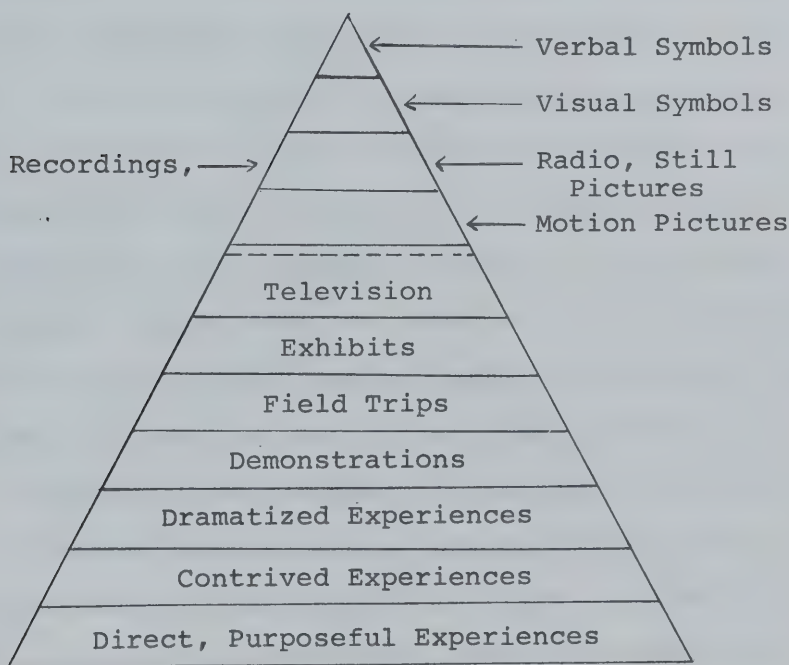 Verbal Symbols
Visual Symbols
Recordings,
Radio, Still
Pictures
Motion Pictures
Television
Exhibits
Field Trips
Demonstrations
Dramatized Experiences
Contrived Experiences
Direct, Purposeful Experiences